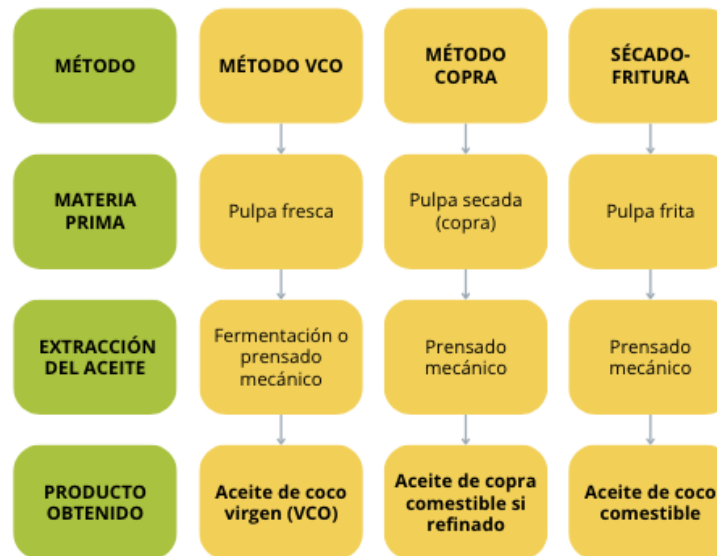 MÉTODO
MÉTODO VCO
MÉTODO
COPRA
SÉCADO-
FRITURA
MATERIA
PRIMA
Pulpa fresca
Pulpa secada
(copra)
Pulpa frita
EXTRACCIÓN
DEL ACEITE
Fermentación o
prensado
mecánico
Prensado
mecánico
Prensado
mecánico
PRODUCTO
OBTENIDO
Aceite de coco
virgen (VCO)
Aceite de copra
comestible si
refinado
Aceite de coco
comestible